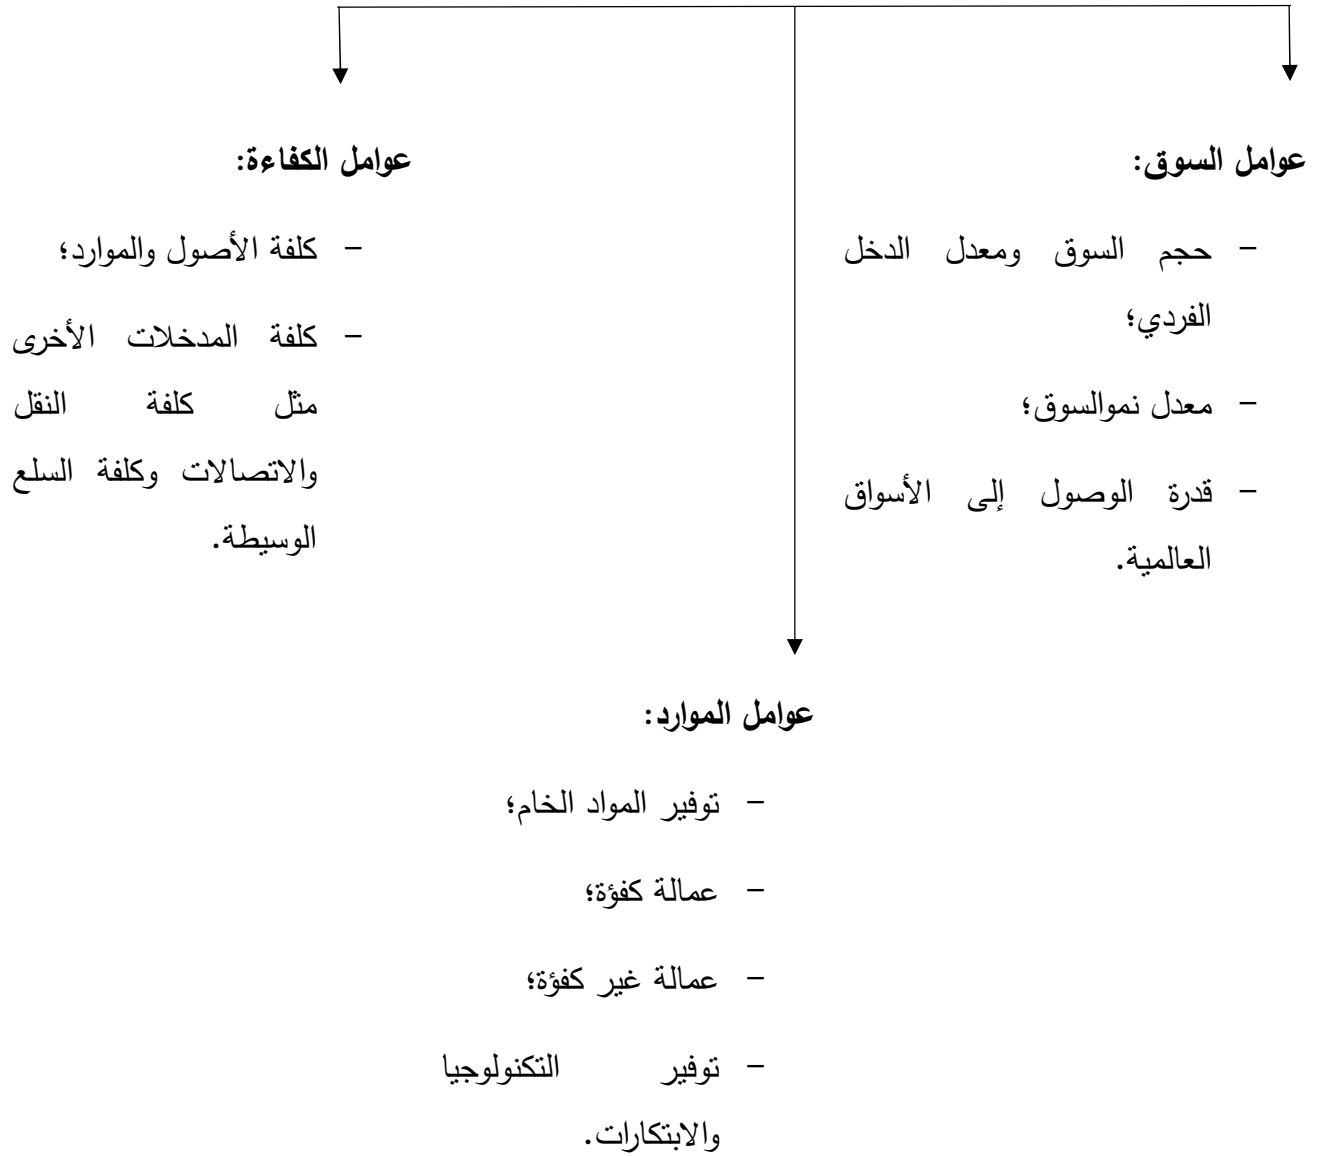 عوامل السوق:
– حجم السوق ومعدل الدخل
الفردي؛
– معدل نموالسوق؛
– قدرة الوصول إلى الأسواق
العالمية.
عوامل الكفاءة:
– كلفة الأصول والموارد؛
– كلفة المدخلات الأخرى
مثل كلفة النقل
والاتصالات وكلفة السلع
الوسيطة.
عوامل الموارد:
– توفير المواد الخام؛
– عمالة كفؤة؛
– عمالة غير كفؤة؛
– توفير التكنولوجيا
والابتكارات.